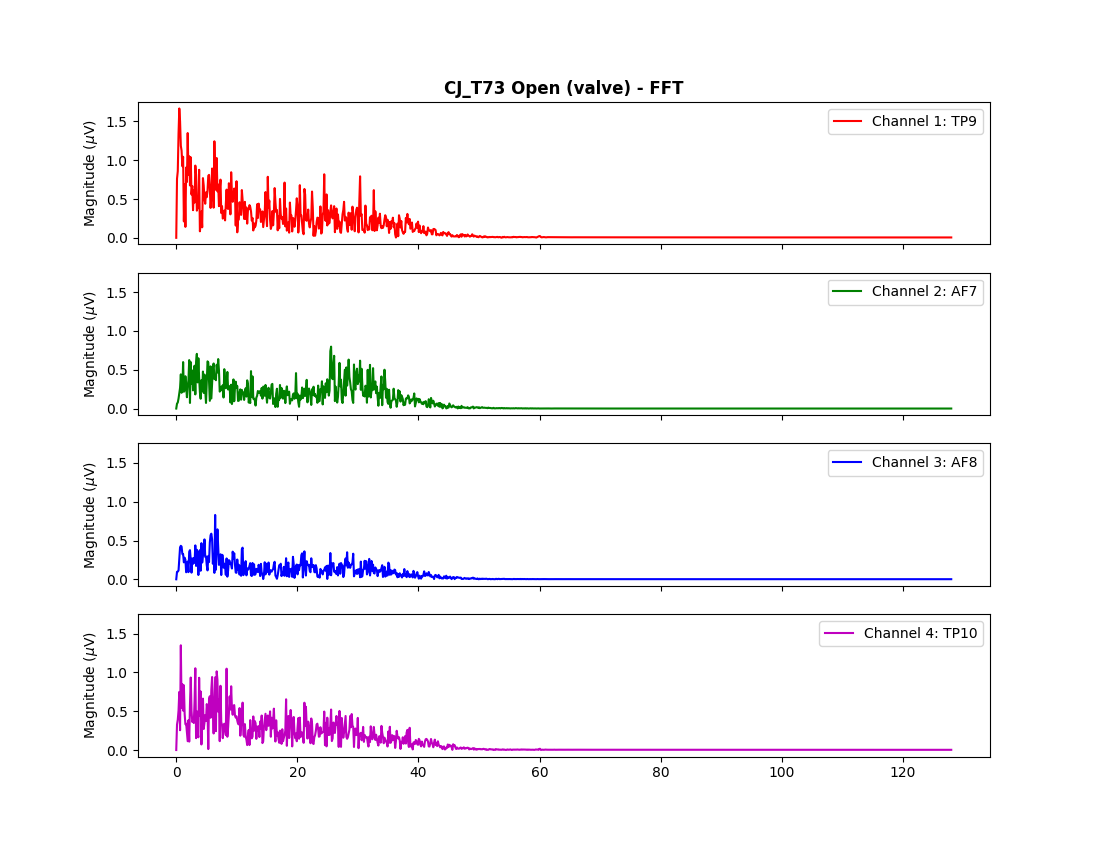 CJ_T73 Open (valve) - FFT
Magnitude (μV)
1.5
1.0
0.5
0.0
Channel 1: TP9
Magnitude (μV)
1.5
1.0
0.5
0.0
Channel 2: AF7
Magnitude (μV)
1.5
1.0
0.5
0.0
Channel 3: AF8
Magnitude (μV)
1.5
1.0
0.5
0.0
Channel 4: TP10
0 20 40 60 80 100 120